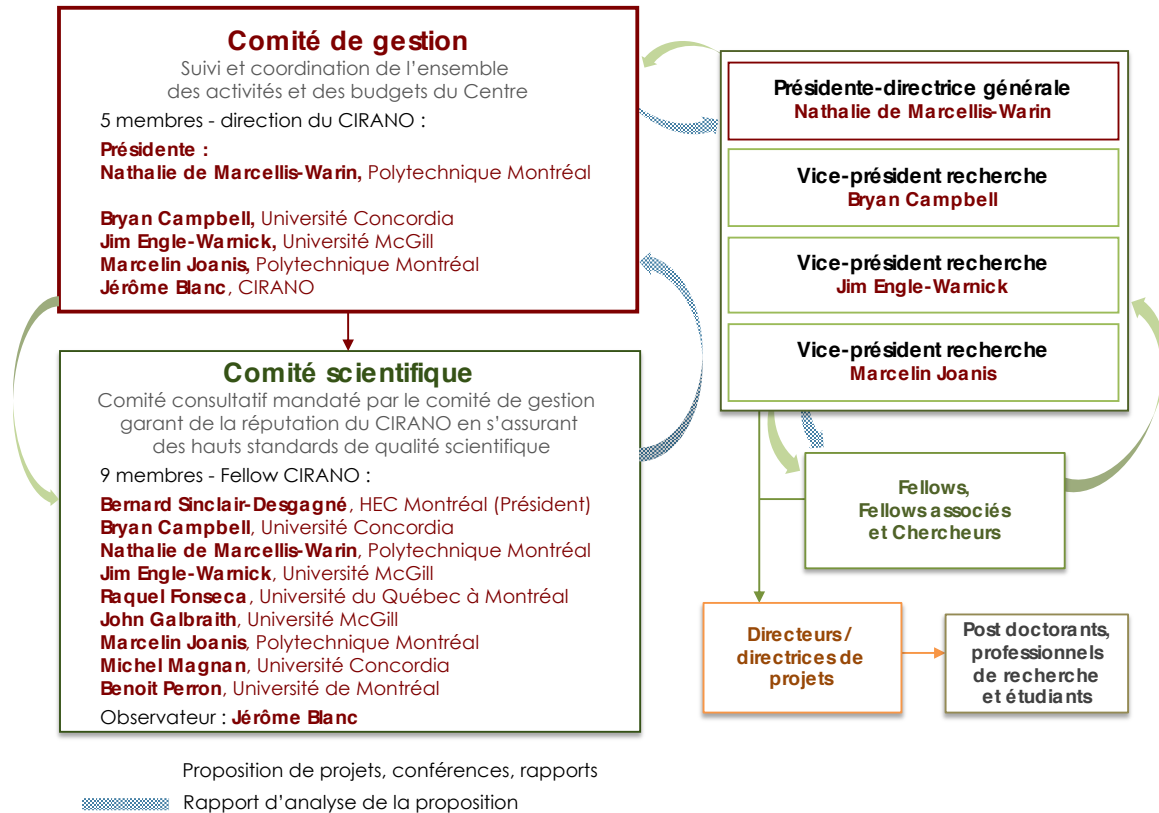 Comité de gestion
Suivi et coordination de l'ensemble
des activités et des budgets du Centre
5 membres - direction du CIRANO :
Présidente :
Nathalie de Marcellis-Warin, Polytechnique Montréal
Bryan Campbell, Université Concordia
Jim Engle-Warnick, Université McGill
Marcelin Joanis, Polytechnique Montréal
Jérôme Blanc, CIRANO
Comité scientifique
Comité consultatif mandaté par le comité de gestion
garant de la réputation du CIRANO en s'assurant
des hauts standards de qualité scientifique
9 membres - Fellow CIRANO :
Bernard Sinclair-Desgagné, HEC Montréal (Président)
Bryan Campbell, Université Concordia
Nathalie de Marcellis-Warin, Polytechnique Montréal
Jim Engle-Warnick, Université McGill
Raquel Fonseca, Université du Québec à Montréal
John Galbraith, Université McGill
Marcelin Joanis, Polytechnique Montréal
Michel Magnan, Université Concordia
Benoit Perron, Université de Montréal
Observateur : Jérôme Blanc
Présidente-directrice générale
Nathalie de Marcellis-Warin
Vice-président recherche
Bryan Campbell
Vice-président recherche
Jim Engle-Warnick
Vice-président recherche
Marcelin Joanis
Fellows,
Fellows associés
et Chercheurs
Directeurs /
directrices de
projets
Post doctorants,
professionnels
de recherche
et étudiants
Proposition de projets, conférences, rapports
Rapport d'analyse de la proposition